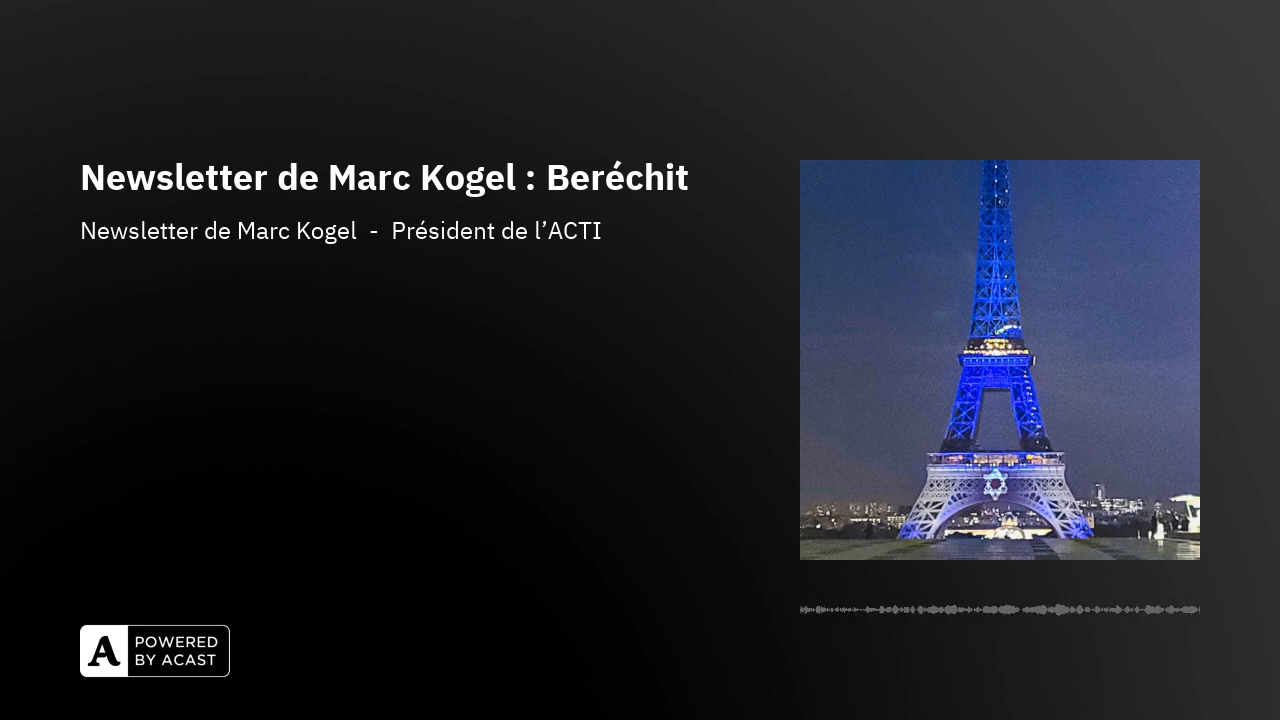 Newsletter de Marc Kogel : Beréchit
Newsletter de Marc Kogel - Président de l’ACTI
A POWERED
BY ACAST